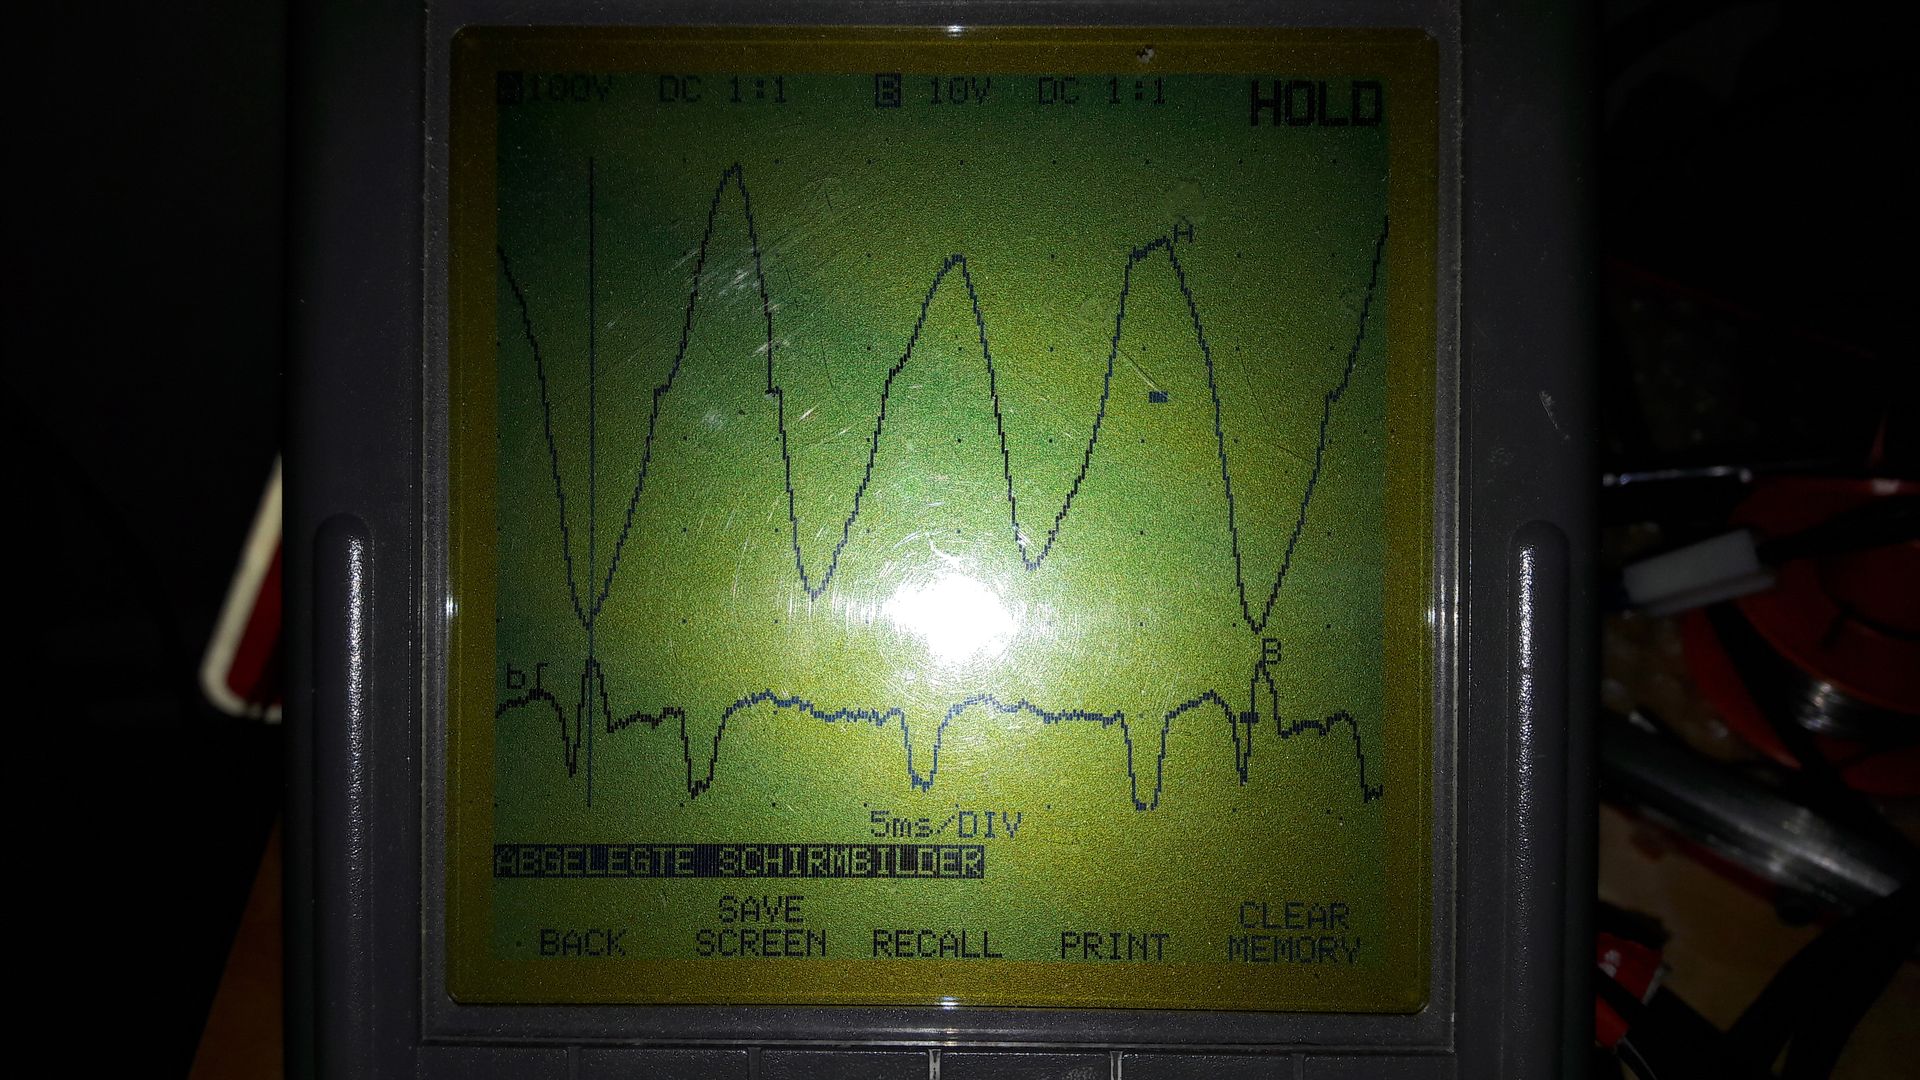 A 100V DC 1:1 B 10V DC 1:1 HOLD
A
B
5ms/DIV
ABGELEGTE SCHIRMBILDER
BACK SAVE SCREEN RECALL PRINT CLEAR MEMORY